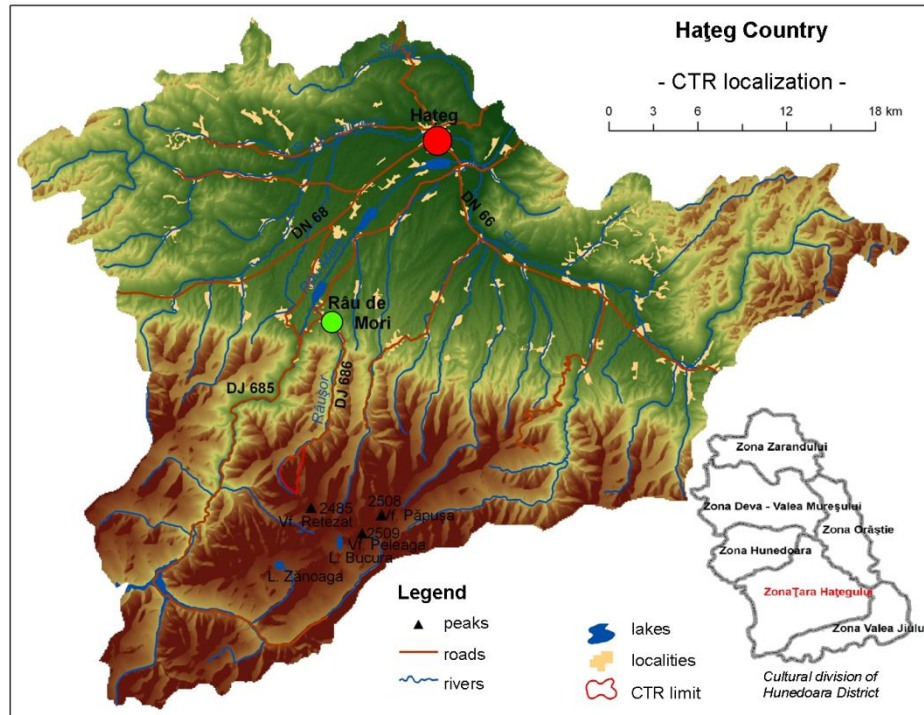 Haţeg Country
- CTR localization -
0 3 6 9 12 18 km
Haţeg
DN 68
DN 66
Râu de
Mori
DJ 685
DJ 686
Râuşor
2485
Vf. Retezat
2508
Vf. Păpuşa
2509
Vf. Peleaga
L. Bucura
L. Zănoaga
Legend
peaks
roads
rivers
lakes
localities
CTR limit
Zona Zarandului
Zona Deva - Valea Mureşului
Zona Orăştie
Zona Hunedoara
ZonaŢara Haţegului
Zona Valea Jiului
Cultural division of
Hunedoara District